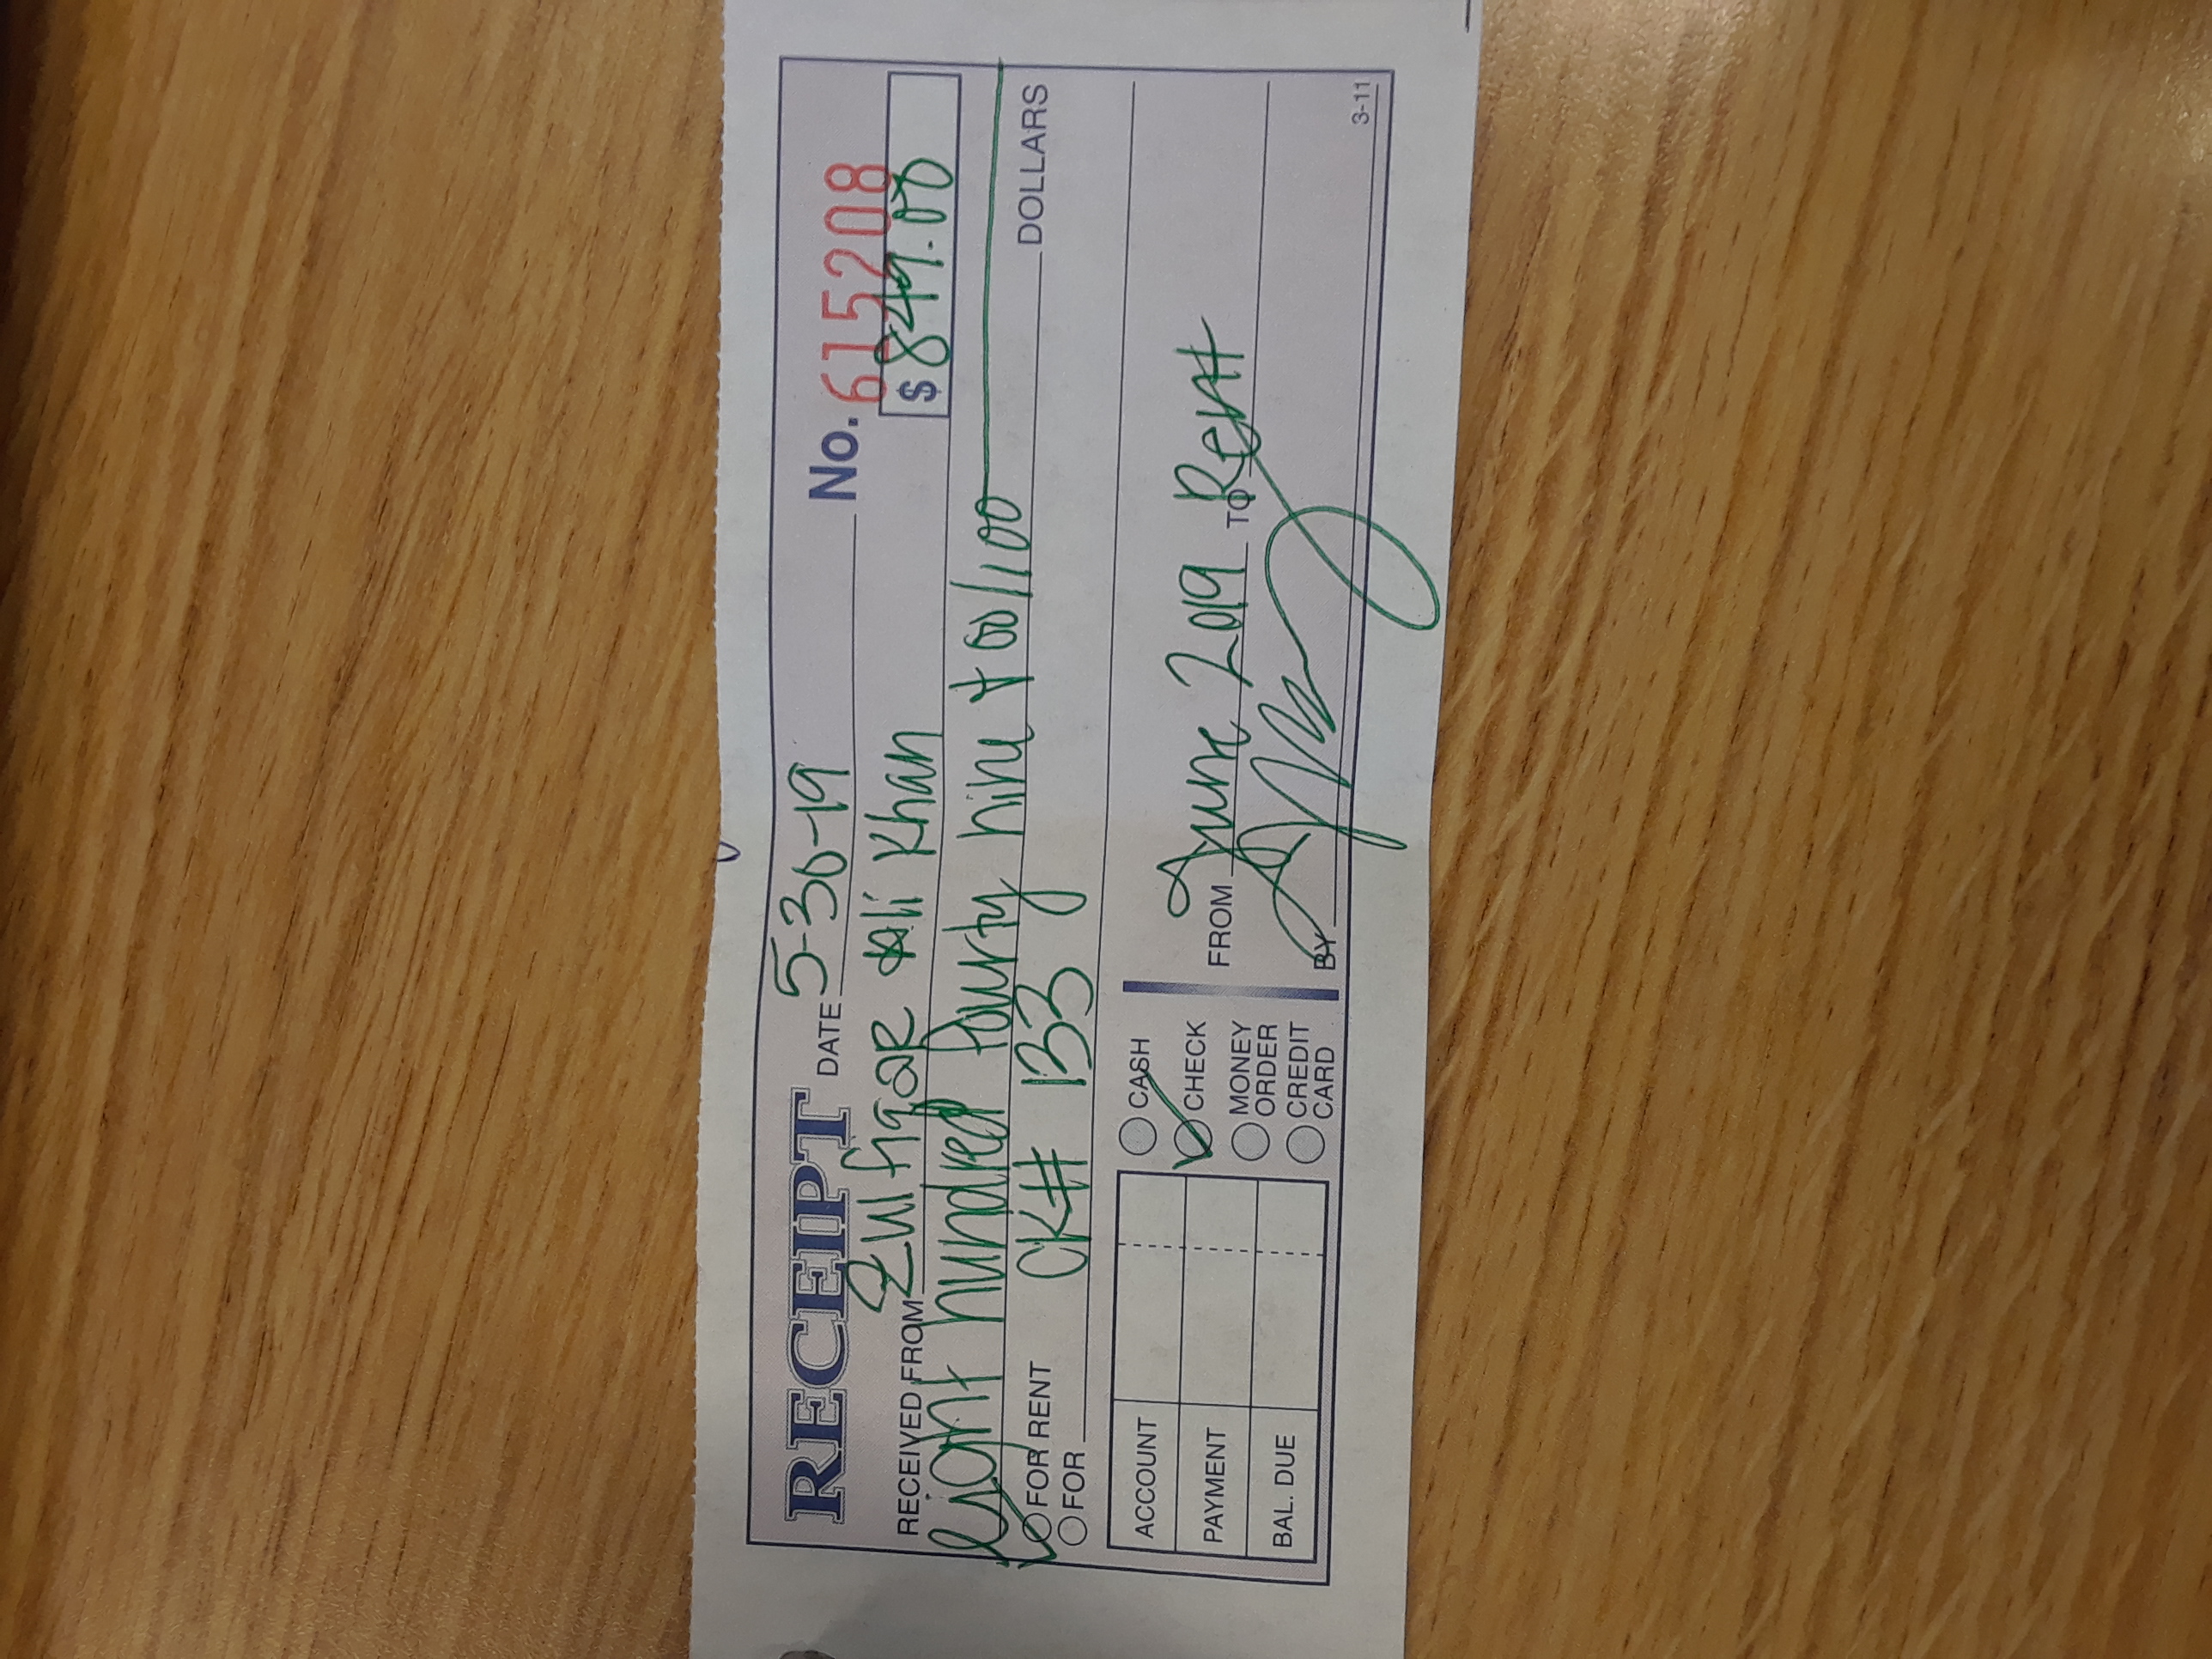 RECEIPT DATE 5-30-19 No. 615208
RECEIVED FROM Zulfiqar Ali Khan $ 849.00
eight hundred fourty nine + 00/100 DOLLARS
FOR RENT CK# 133
FOR
ACCOUNT
PAYMENT
BAL. DUE
CASH
CHECK
MONEY
ORDER
CREDIT
CARD
FROM June 2019 TO Rent
BY
3-11